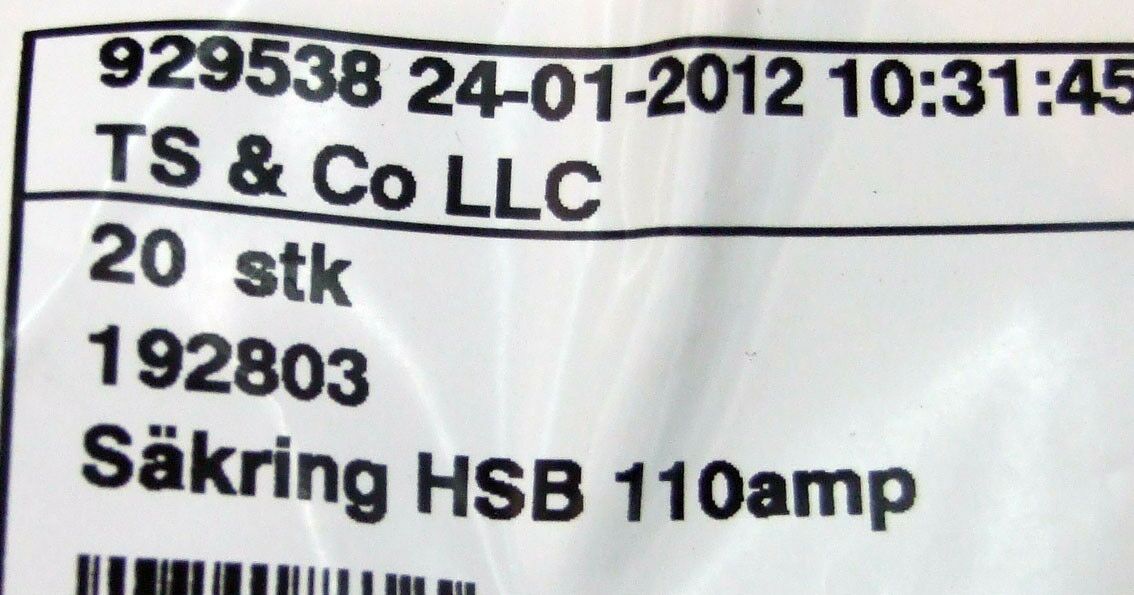 929538 24-01-2012 10:31:45
TS & Co LLC
20 stk
192803
Säkring HSB 110amp